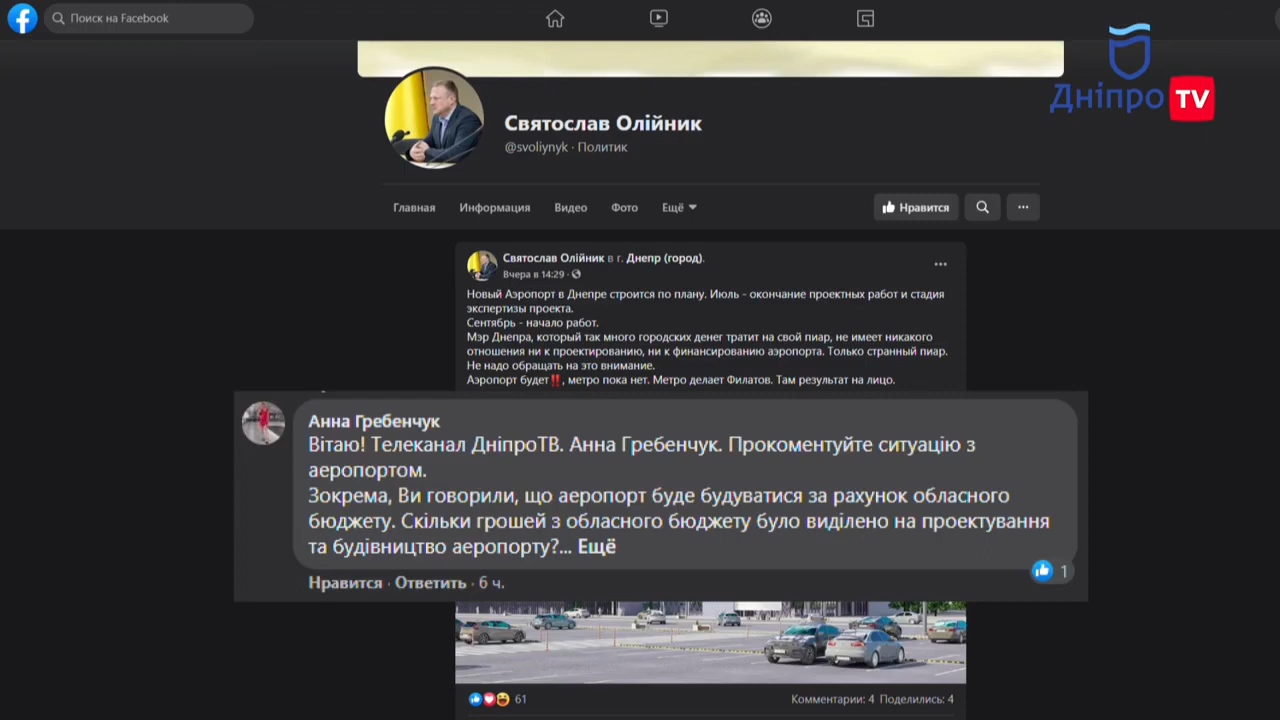 Поиск на Facebook
Дніпро TV
Святослав Олійник
@svoliynyk · Политик
Главная Информация Видео Фото Ещё Нравится
Святослав Олійник в г. Днепр (город).
Вчера в 14:29 ·
Новый Аэропорт в Днепре строится по плану. Июль - окончание проектных работ и стадия
экспертизы проекта.
Сентябрь - начало работ.
Мэр Днепра, который так много городских денег тратит на свой пиар, не имеет никакого
отношения ни к проектированию, ни к финансированию аэропорта. Только странный пиар.
Не надо обращать на это внимание.
Аэропорт будет‼️, метро пока нет. Метро делает Филатов. Там результат на лицо.
Анна Гребенчук
Вітаю! Телеканал ДніпроТВ. Анна Гребенчук. Прокоментуйте ситуацію з
аеропортом.
Зокрема, Ви говорили, що аеропорт буде будуватися за рахунок обласного
бюджету. Скільки грошей з обласного бюджету було виділено на проектування
та будівництво аеропорту?... Ещё
1
Нравится · Ответить · 6 ч.
61 Комментарии: 4 Поделились: 4